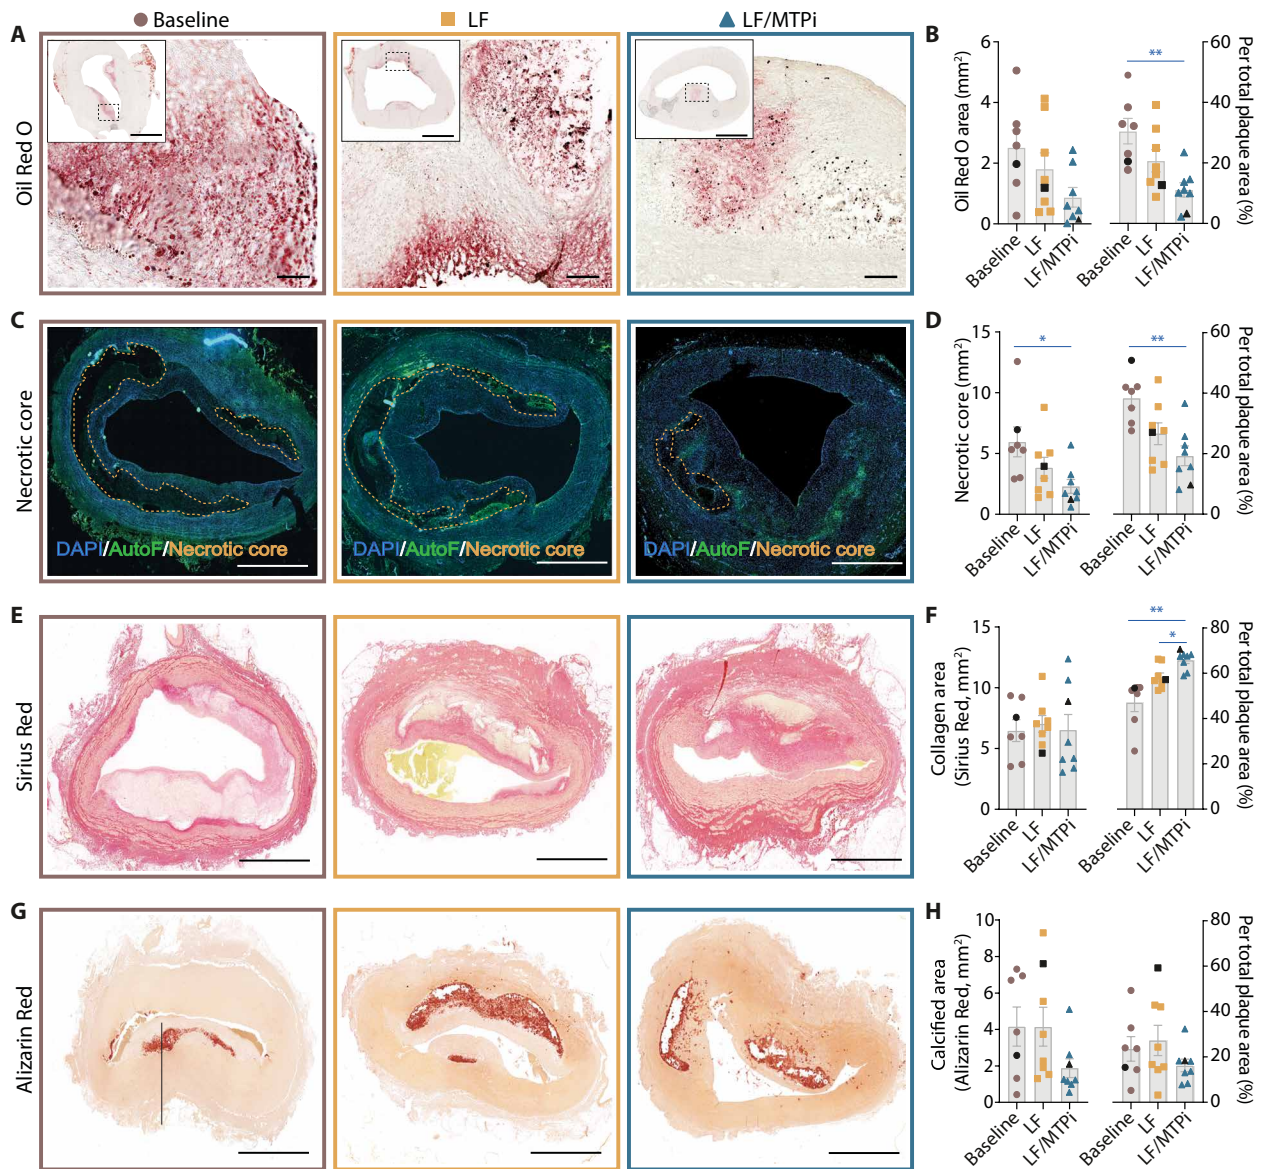 Baseline
LF
LF/MTPi
A
Oil Red O
B
Oil Red O area (mm²)
6
4
2
0
**
60
40
20
0
Per total plaque area (%)
Baseline
LF
LF/MTPi
Baseline
LF
LF/MTPi
C
Necrotic core
DAPI/AutoF/Necrotic core
DAPI/AutoF/Necrotic core
DAPI/AutoF/Necrotic core
D
Necrotic core (mm²)
15
10
5
0
*
**
60
40
20
0
Per total plaque area (%)
Baseline
LF
LF/MTPi
Baseline
LF
LF/MTPi
E
Sirius Red
F
Collagen area
(Sirius Red, mm²)
15
10
5
0
**
*
80
60
40
20
0
Per total plaque area (%)
Baseline
LF
LF/MTPi
Baseline
LF
LF/MTPi
G
Alizarin Red
H
Calcified area
(Alizarin Red, mm²)
10
8
6
4
2
0
80
60
40
20
0
Per total plaque area (%)
Baseline
LF
LF/MTPi
Baseline
LF
LF/MTPi